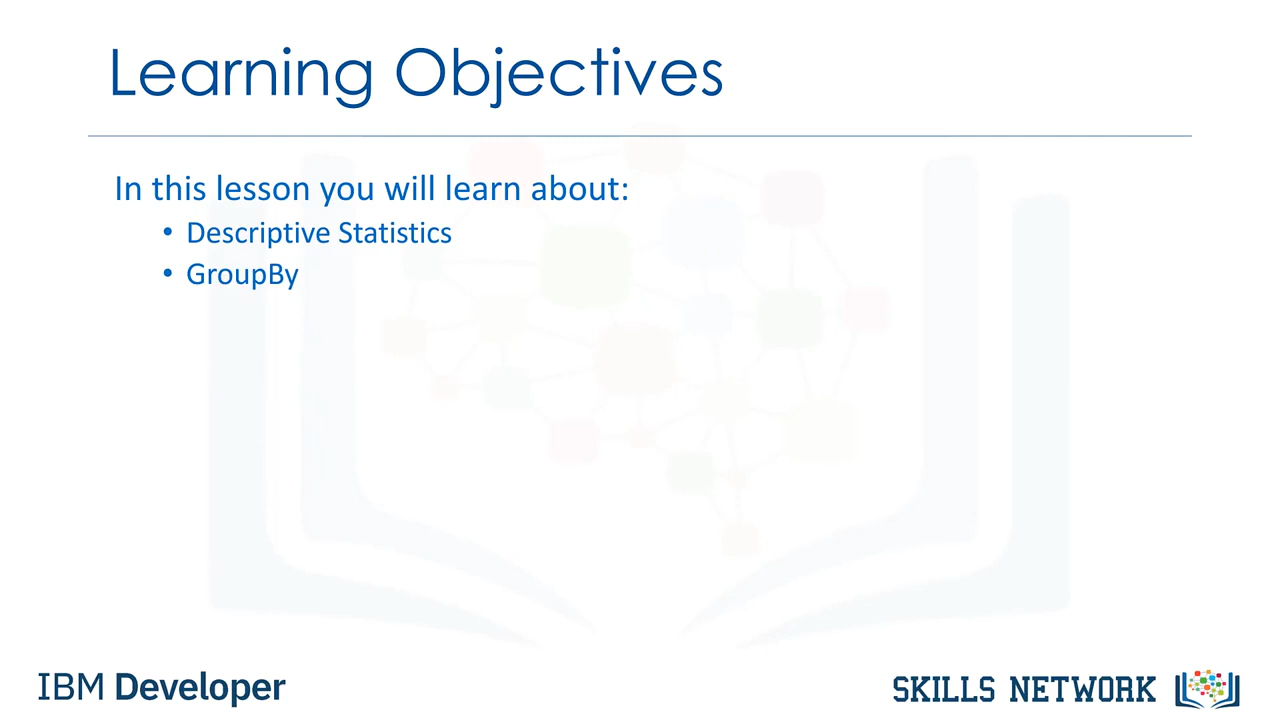 Learning Objectives
In this lesson you will learn about:
• Descriptive Statistics
• GroupBy
IBM Developer
SKILLS NETWORK